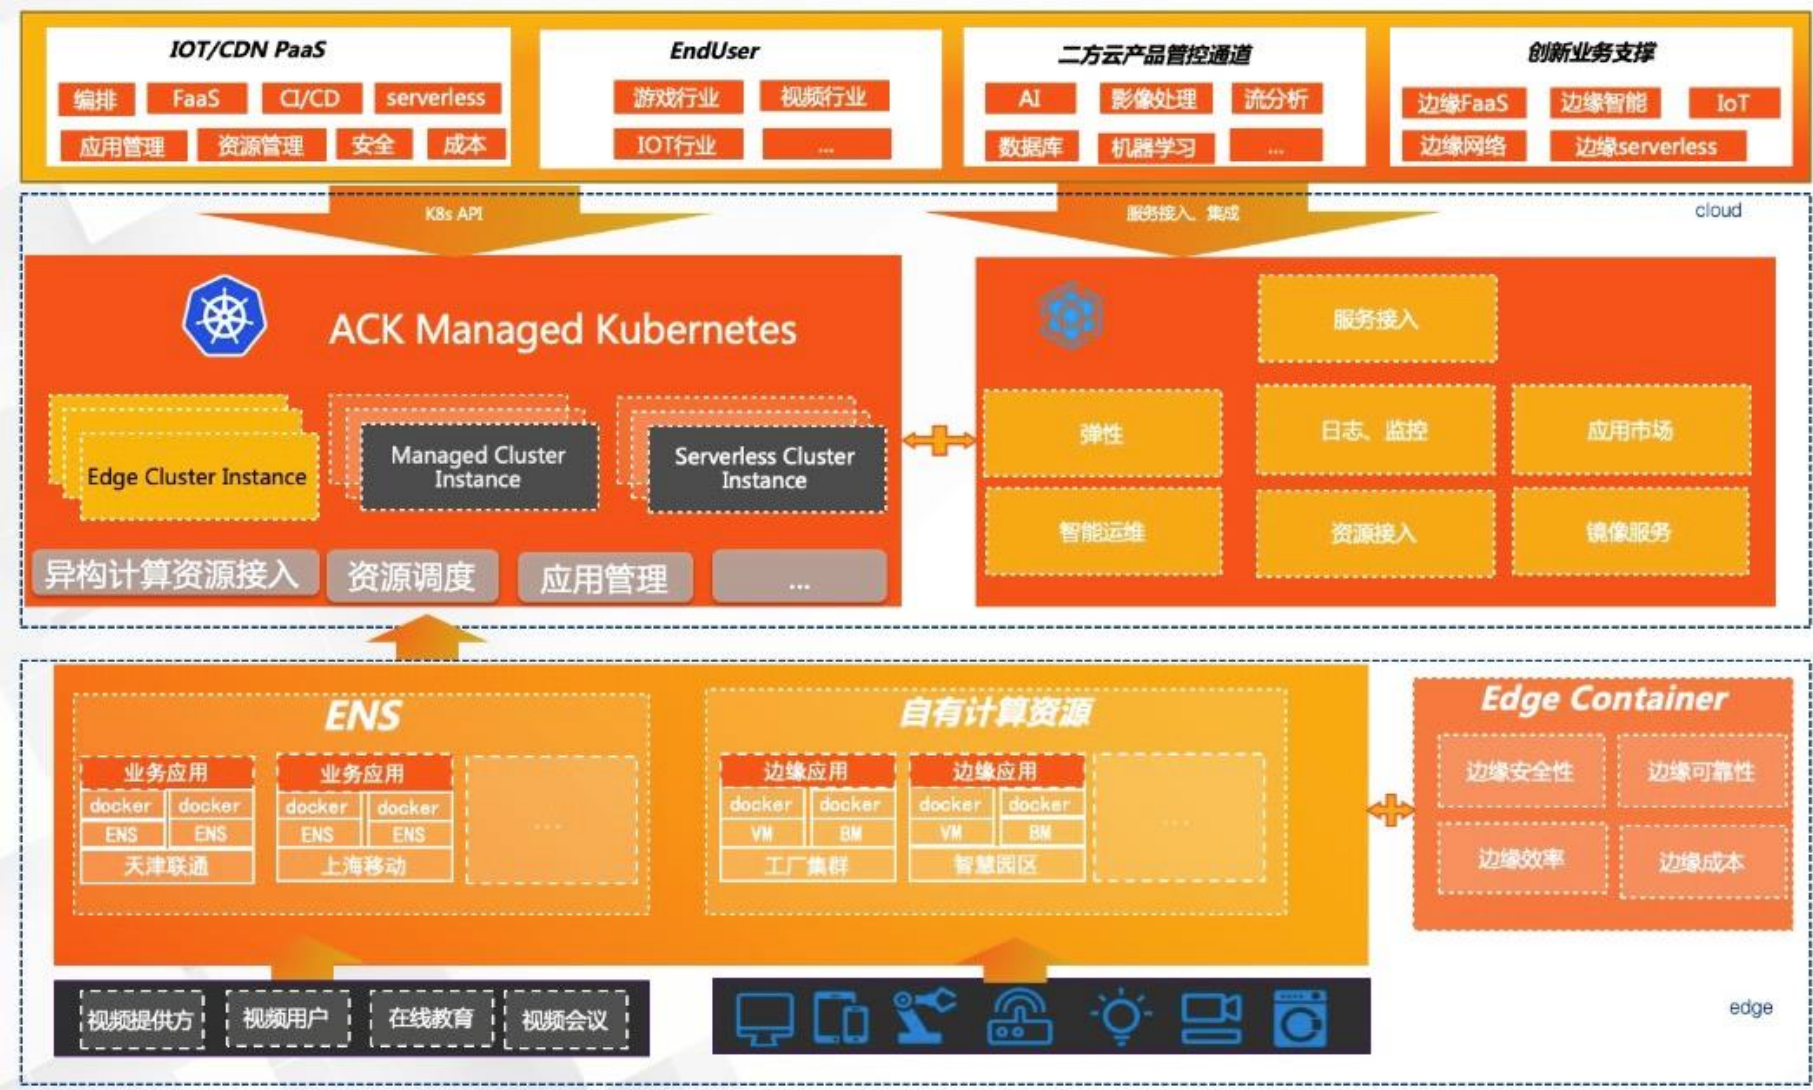 IOT/CDN PaaS
编排 FaaS CI/CD serverless
应用管理 资源管理 安全 成本
EndUser
游戏行业 视频行业
IOT行业 ...
二方云产品管控通道
AI 影像处理 流分析
数据库 机器学习 ...
创新业务支撑
边缘FaaS 边缘智能 IoT
边缘网络 边缘serverless
K8s API
服务接入、集成
cloud
ACK Managed Kubernetes
Edge Cluster Instance
Managed Cluster
Instance
Serverless Cluster
Instance
异构计算资源接入 资源调度 应用管理 ...
服务接入
弹性 日志、监控 应用市场
智能运维 资源接入 镜像服务
ENS
业务应用
docker docker
ENS ENS
天津联通
业务应用
docker docker
ENS ENS
上海移动
...
自有计算资源
边缘应用
docker docker
VM BM
工厂集群
边缘应用
docker docker
VM BM
智慧园区
...
Edge Container
边缘安全性 边缘可靠性
边缘效率 边缘成本
视频提供方 视频用户 在线教育 视频会议
edge